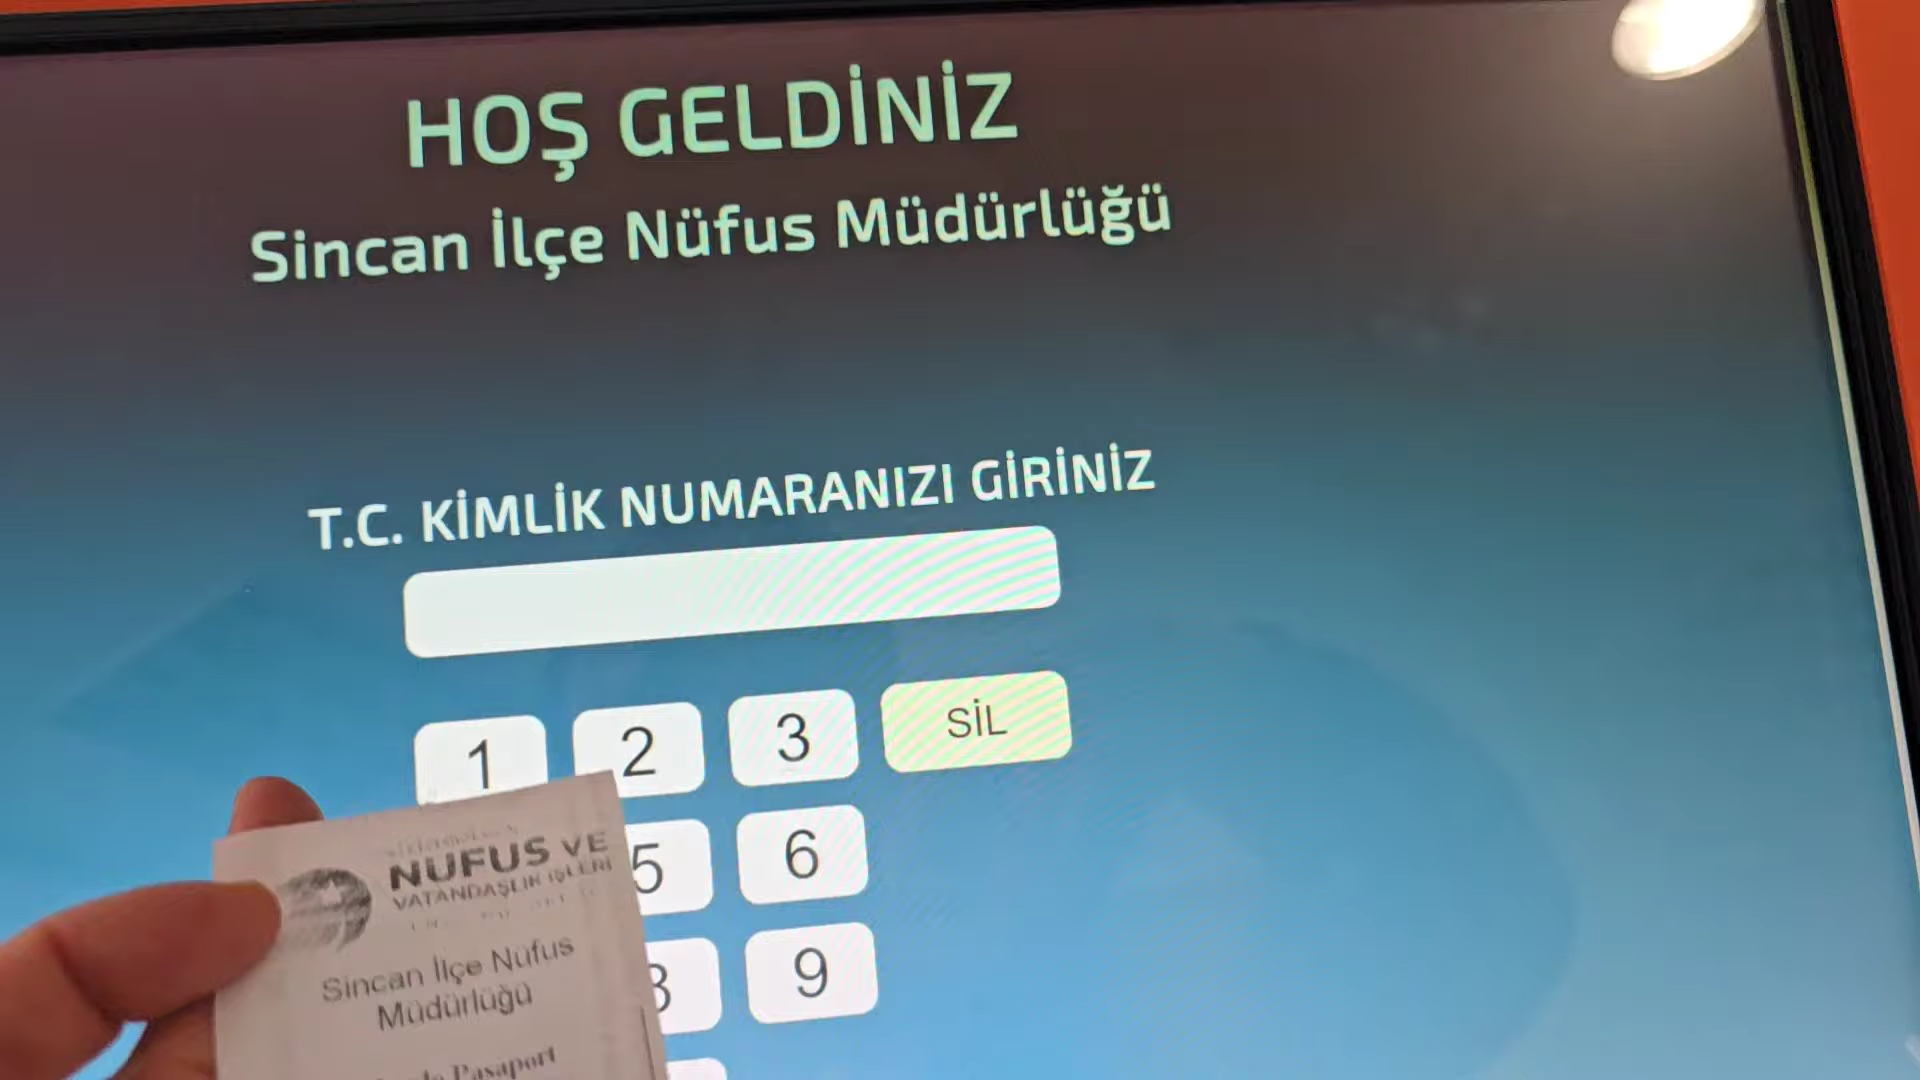 HOŞ GELDİNİZ
Sincan İlçe Nüfus Müdürlüğü
T.C. KİMLİK NUMARANIZI GİRİNİZ
1 2 3 SİL
5 6
9
NÜFUS VE
VATANDAŞLIK İŞLERİ
Sincan İlçe Nüfus
Müdürlüğü
Pasaport